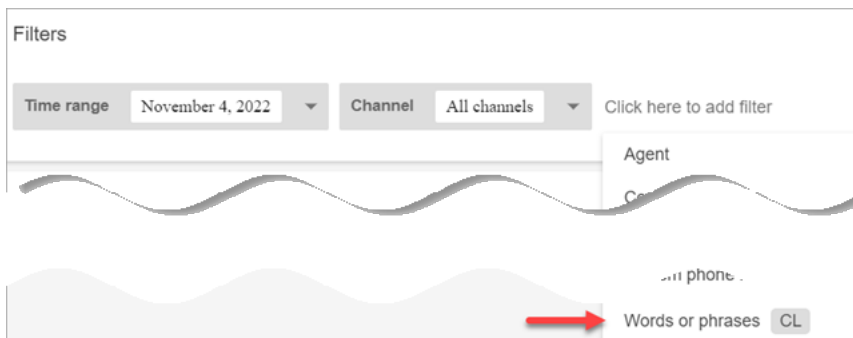 Filters
Time range November 4, 2022 Channel All channels Click here to add filter
Agent
phone
Words or phrases CL